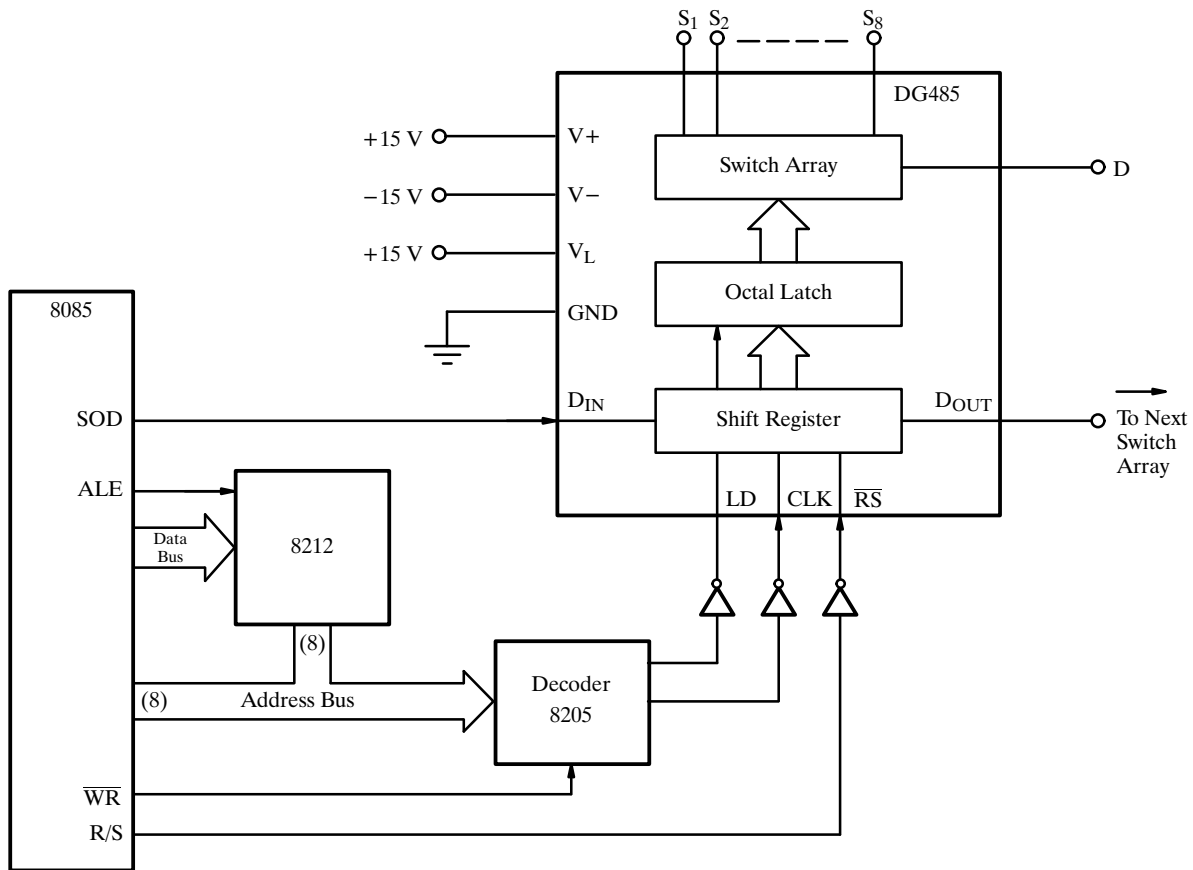 S1 S2 S8
DG485
+15 V V+
Switch Array
D
−15 V V−
+15 V VL
Octal Latch
8085
GND
SOD
DIN
Shift Register
DOUT
To Next
Switch
Array
ALE
LD CLK RS
Data
Bus
8212
(8)
(8) Address Bus
Decoder
8205
WR
R/S